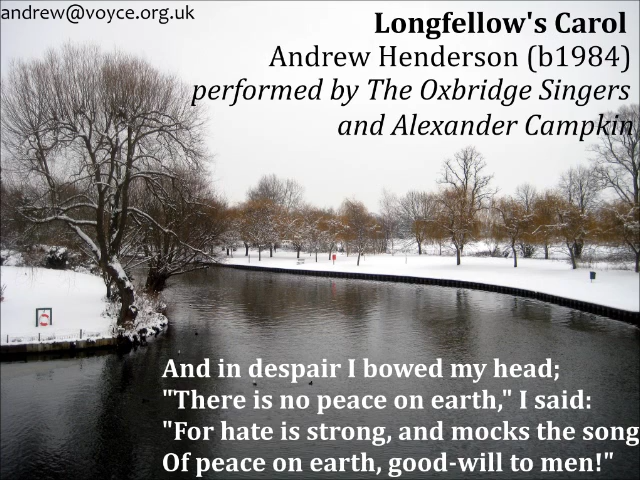 andrew@voyce.org.uk
Longfellow's Carol
Andrew Henderson (b1984)
performed by The Oxbridge Singers
and Alexander Campkin
And in despair I bowed my head;
"There is no peace on earth," I said:
"For hate is strong, and mocks the song
Of peace on earth, good-will to men!"